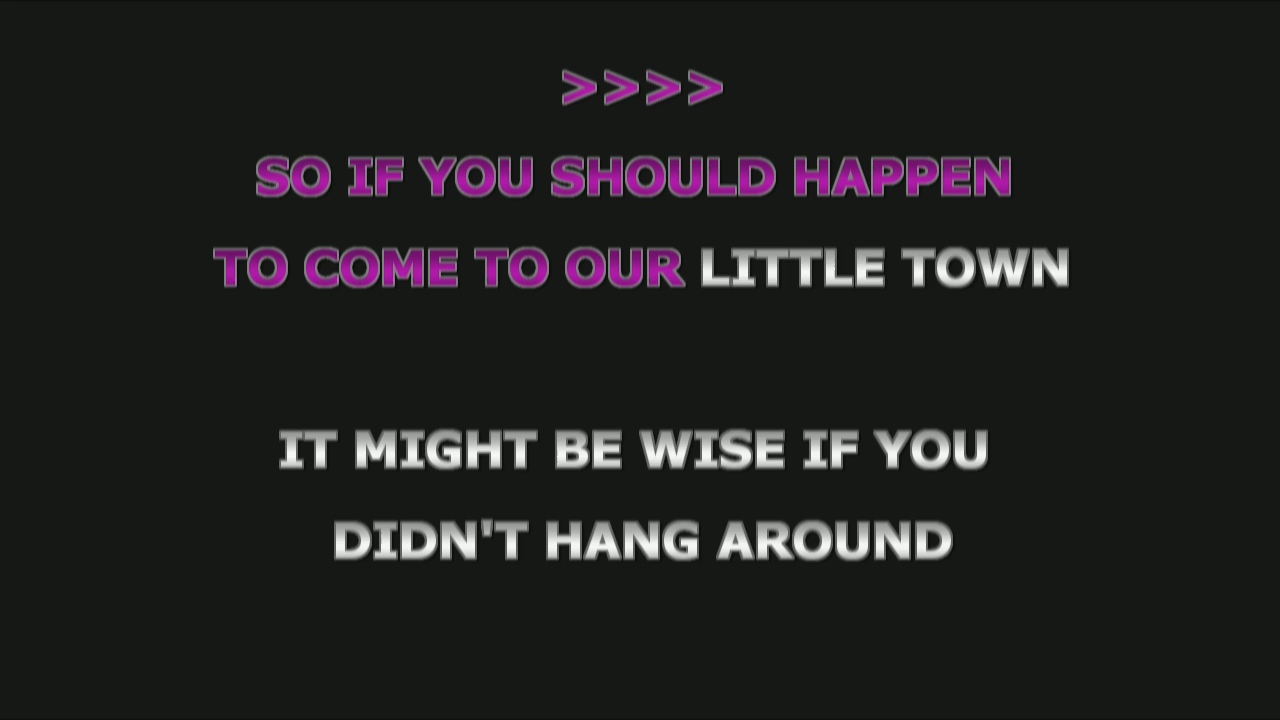 >>>>
SO IF YOU SHOULD HAPPEN
TO COME TO OUR LITTLE TOWN
IT MIGHT BE WISE IF YOU
DIDN'T HANG AROUND